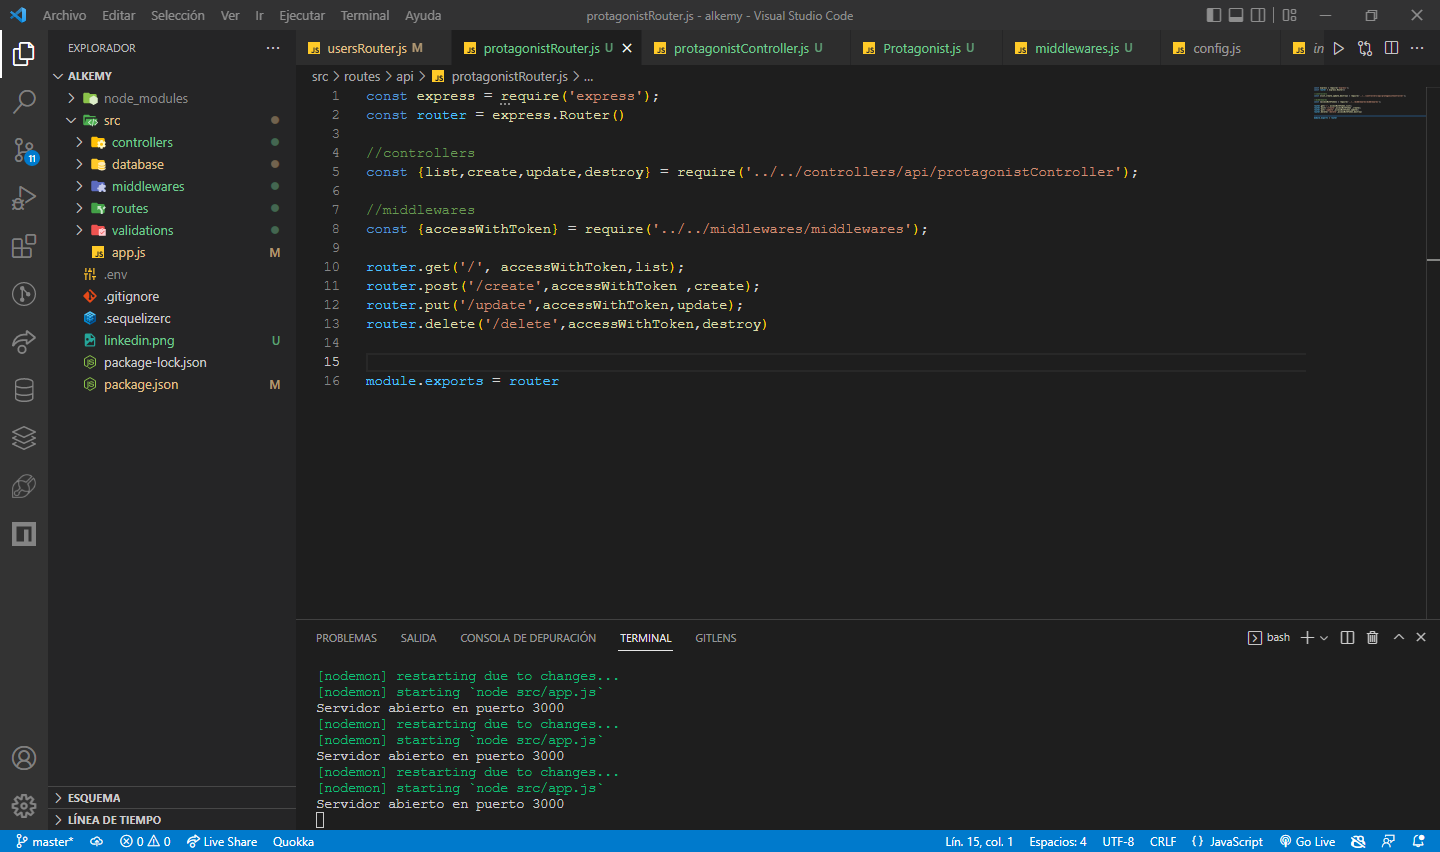 Archivo Editar Selección Ver Ir Ejecutar Terminal Ayuda
protagonistRouter.js - alkemy - Visual Studio Code
EXPLORADOR
ALKEMY
node_modules
src
controllers
database
middlewares
routes
validations
app.js M
.env
.gitignore
.sequelizerc
linkedin.png U
package-lock.json
package.json M
ESQUEMA
LÍNEA DE TIEMPO
11
JS usersRouter.js M
JS protagonistRouter.js U
JS protagonistController.js U
JS Protagonist.js U
JS middlewares.js U
JS config.js
JS in
src > routes > api > JS protagonistRouter.js > ...
1 const express = require('express');
2 const router = express.Router()
3
4 //controllers
5 const {list,create,update,destroy} = require('../../controllers/api/protagonistController');
6
7 //middlewares
8 const {accessWithToken} = require('../../middlewares/middlewares');
9
10 router.get('/', accessWithToken,list);
11 router.post('/create',accessWithToken ,create);
12 router.put('/update',accessWithToken,update);
13 router.delete('/delete',accessWithToken,destroy)
14
15
16 module.exports = router
PROBLEMAS SALIDA CONSOLA DE DEPURACIÓN TERMINAL GITLENS
bash
[nodemon] restarting due to changes...
[nodemon] starting `node src/app.js`
Servidor abierto en puerto 3000
[nodemon] restarting due to changes...
[nodemon] starting `node src/app.js`
Servidor abierto en puerto 3000
[nodemon] restarting due to changes...
[nodemon] starting `node src/app.js`
Servidor abierto en puerto 3000
master* 0 0 Live Share Quokka Lín. 15, col. 1 Espacios: 4 UTF-8 CRLF {} JavaScript Go Live